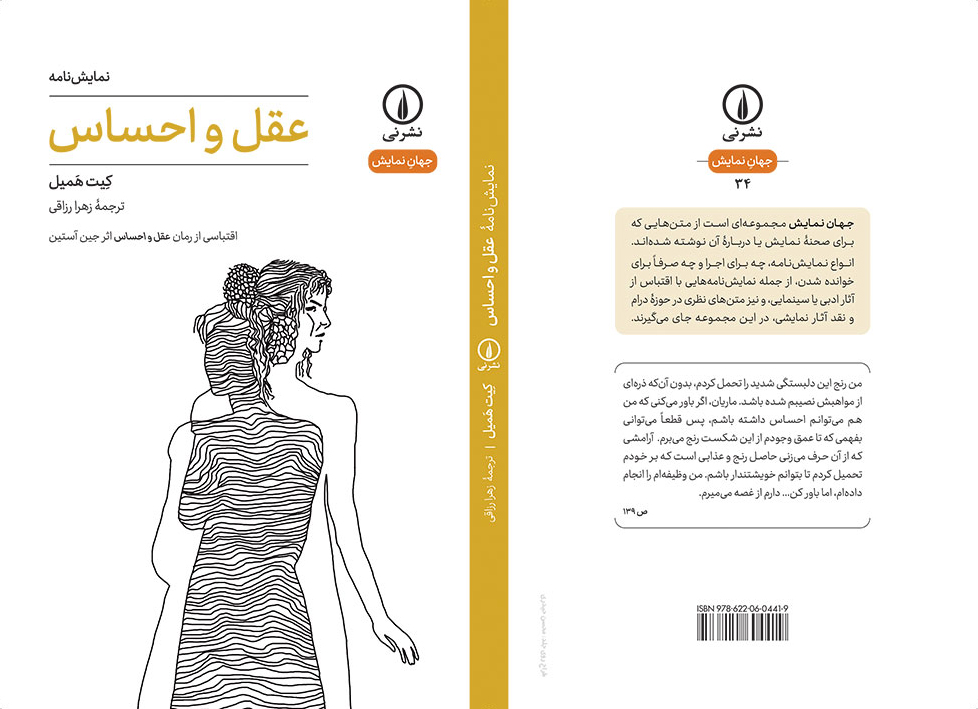 نمایش‌نامه
عقل و احساس
کِیت هَمیل
ترجمهٔ زهرا رزاقی
اقتباسی از رمان عقل و احساس اثر جین آستین
نشرنی
جهانِ نمایش
نمایش‌نامهٔ عقل و احساس
کِیت هَمیل | ترجمهٔ زهرا رزاقی
نشرنی
جهانِ نمایش
۳۴
جهـان نمایش مجموعه‌ای است از متن‌هایی که
برای صحنهٔ نمایش یا دربارهٔ آن نوشته شده‌اند.
انواع نمایش‌نامه، چه برای اجرا و چه صرفاً برای
خوانده شدن، از جمله نمایش‌نامه‌هایی با اقتباس از
آثار ادبی یا سینمایی، و نیز متن‌های نظری در حوزهٔ درام
و نقد آثار نمایشی، در این مجموعه جای می‌گیرند.
من رنج این دلبستگی شدید را تحمل کردم، بدون آن‌که ذره‌ای
از مواهبش نصیبم شده باشد. ماریان، اگر باور می‌کنی که من
هم می‌توانم احساس داشته باشم، پس قطعاً می‌توانی
بفهمی که تا عمق وجودم از این شکست رنج می‌برم. آرامشی
که از آن حرف می‌زنی حاصل رنج و عذابی است که بر خودم
تحمیل کردم تا بتوانم خویشتندار باشم. من وظیفه‌ام را انجام
داده‌ام، اما باور کن... دارم از غصه می‌میرم.
ص ۱۳۹
ISBN 978-622-06-0441-9